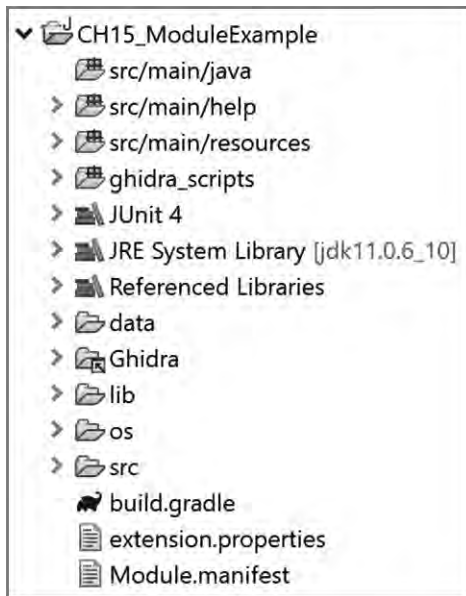 CH15_ModuleExample
src/main/java
src/main/help
src/main/resources
ghidra_scripts
JUnit 4
JRE System Library [jdk11.0.6_10]
Referenced Libraries
data
Ghidra
lib
os
src
build.gradle
extension.properties
Module.manifest